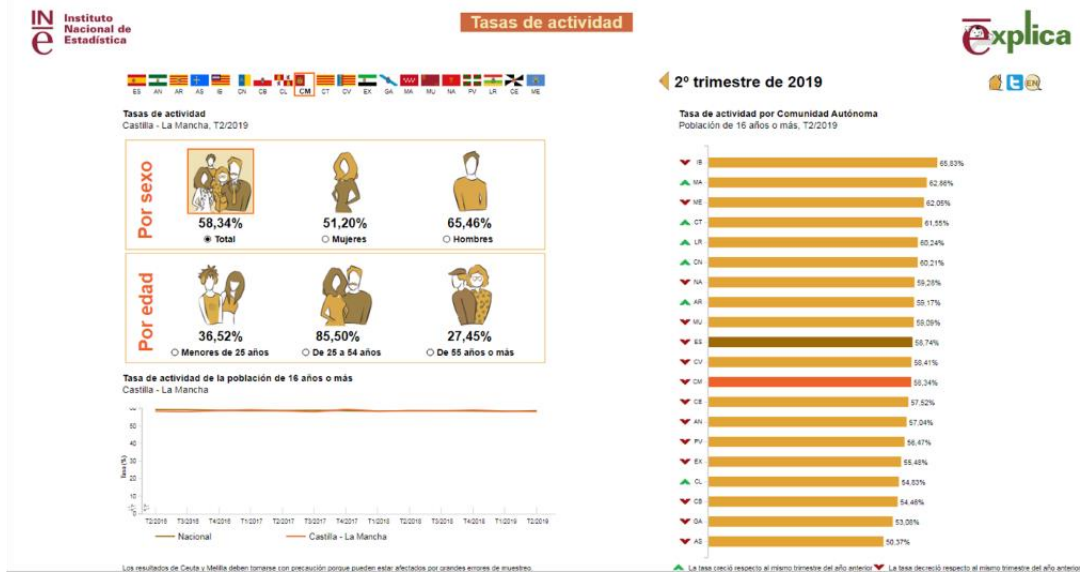 INe Instituto
Nacional de
Estadística
Tasas de actividad
explica
ES AN AR AS IB CN CB CL CM CT CV EX GA MA MU NA PV LR CE ME
Tasas de actividad
Castilla - La Mancha, T2/2019
Por sexo
58,34% 51,20% 65,46%
Total Mujeres Hombres
Por edad
36,52% 85,50% 27,45%
Menores de 25 años De 25 a 54 años De 55 años o más
Tasa de actividad de la población de 16 años o más
Castilla - La Mancha
Tasa (%)
50
40
30
20
10
0
T2/2016 T3/2016 T4/2016 T1/2017 T2/2017 T3/2017 T4/2017 T1/2018 T2/2018 T3/2018 T4/2018 T1/2019 T2/2019
Nacional Castilla - La Mancha
Los resultados de Ceuta y Melilla deben tomarse con precaución porque pueden estar afectados por grandes errores de muestreo.
2º trimestre de 2019
EN
Tasa de actividad por Comunidad Autónoma
Población de 16 años o más, T2/2019
IB 65,83%
MA 62,86%
ME 62,05%
CT 61,55%
LR 60,24%
CN 60,21%
NA 59,28%
AR 59,17%
MU 59,09%
ES 58,74%
CV 58,41%
CM 58,34%
CE 57,52%
AN 57,04%
PV 56,47%
EX 55,48%
CL 54,83%
CB 54,46%
GA 53,08%
AS 50,37%
La tasa creció respecto al mismo trimestre del año anterior La tasa decreció respecto al mismo trimestre del año anterior